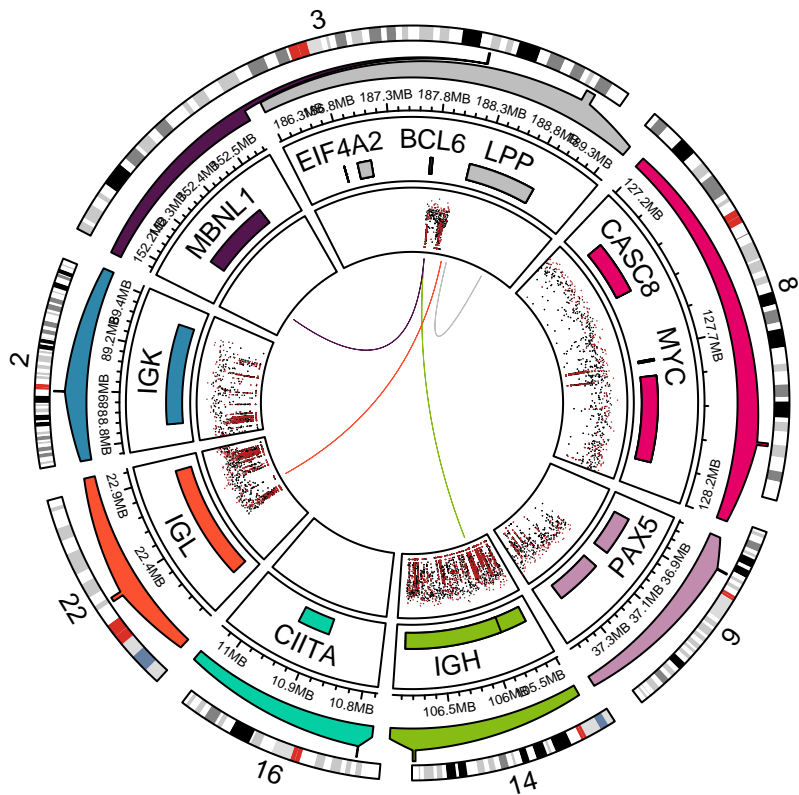 3
186.3MB
187.3MB
187.8MB
188.3MB
188.8MB
189.3MB
EIF4A2
BCL6
LPP
8
127.2MB
127.7MB
128.2MB
CASC8
MYC
9
36.9MB
37.1MB
37.3MB
PAX5
14
105.5MB
106MB
106.5MB
IGH
16
10.8MB
10.9MB
11MB
CIITA
22
22.4MB
22.9MB
IGL
2
89.2MB
89.4MB
IGK
152.2MB
152.4MB
152.5MB
MBNL1